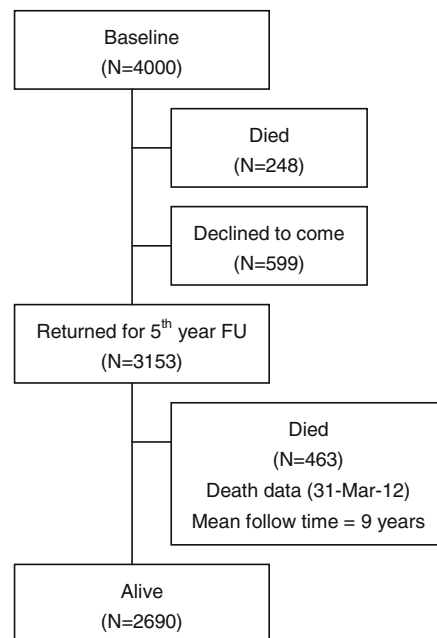 Baseline
(N=4000)
Died
(N=248)
Declined to come
(N=599)
Returned for 5th year FU
(N=3153)
Died
(N=463)
Death data (31-Mar-12)
Mean follow time = 9 years
Alive
(N=2690)